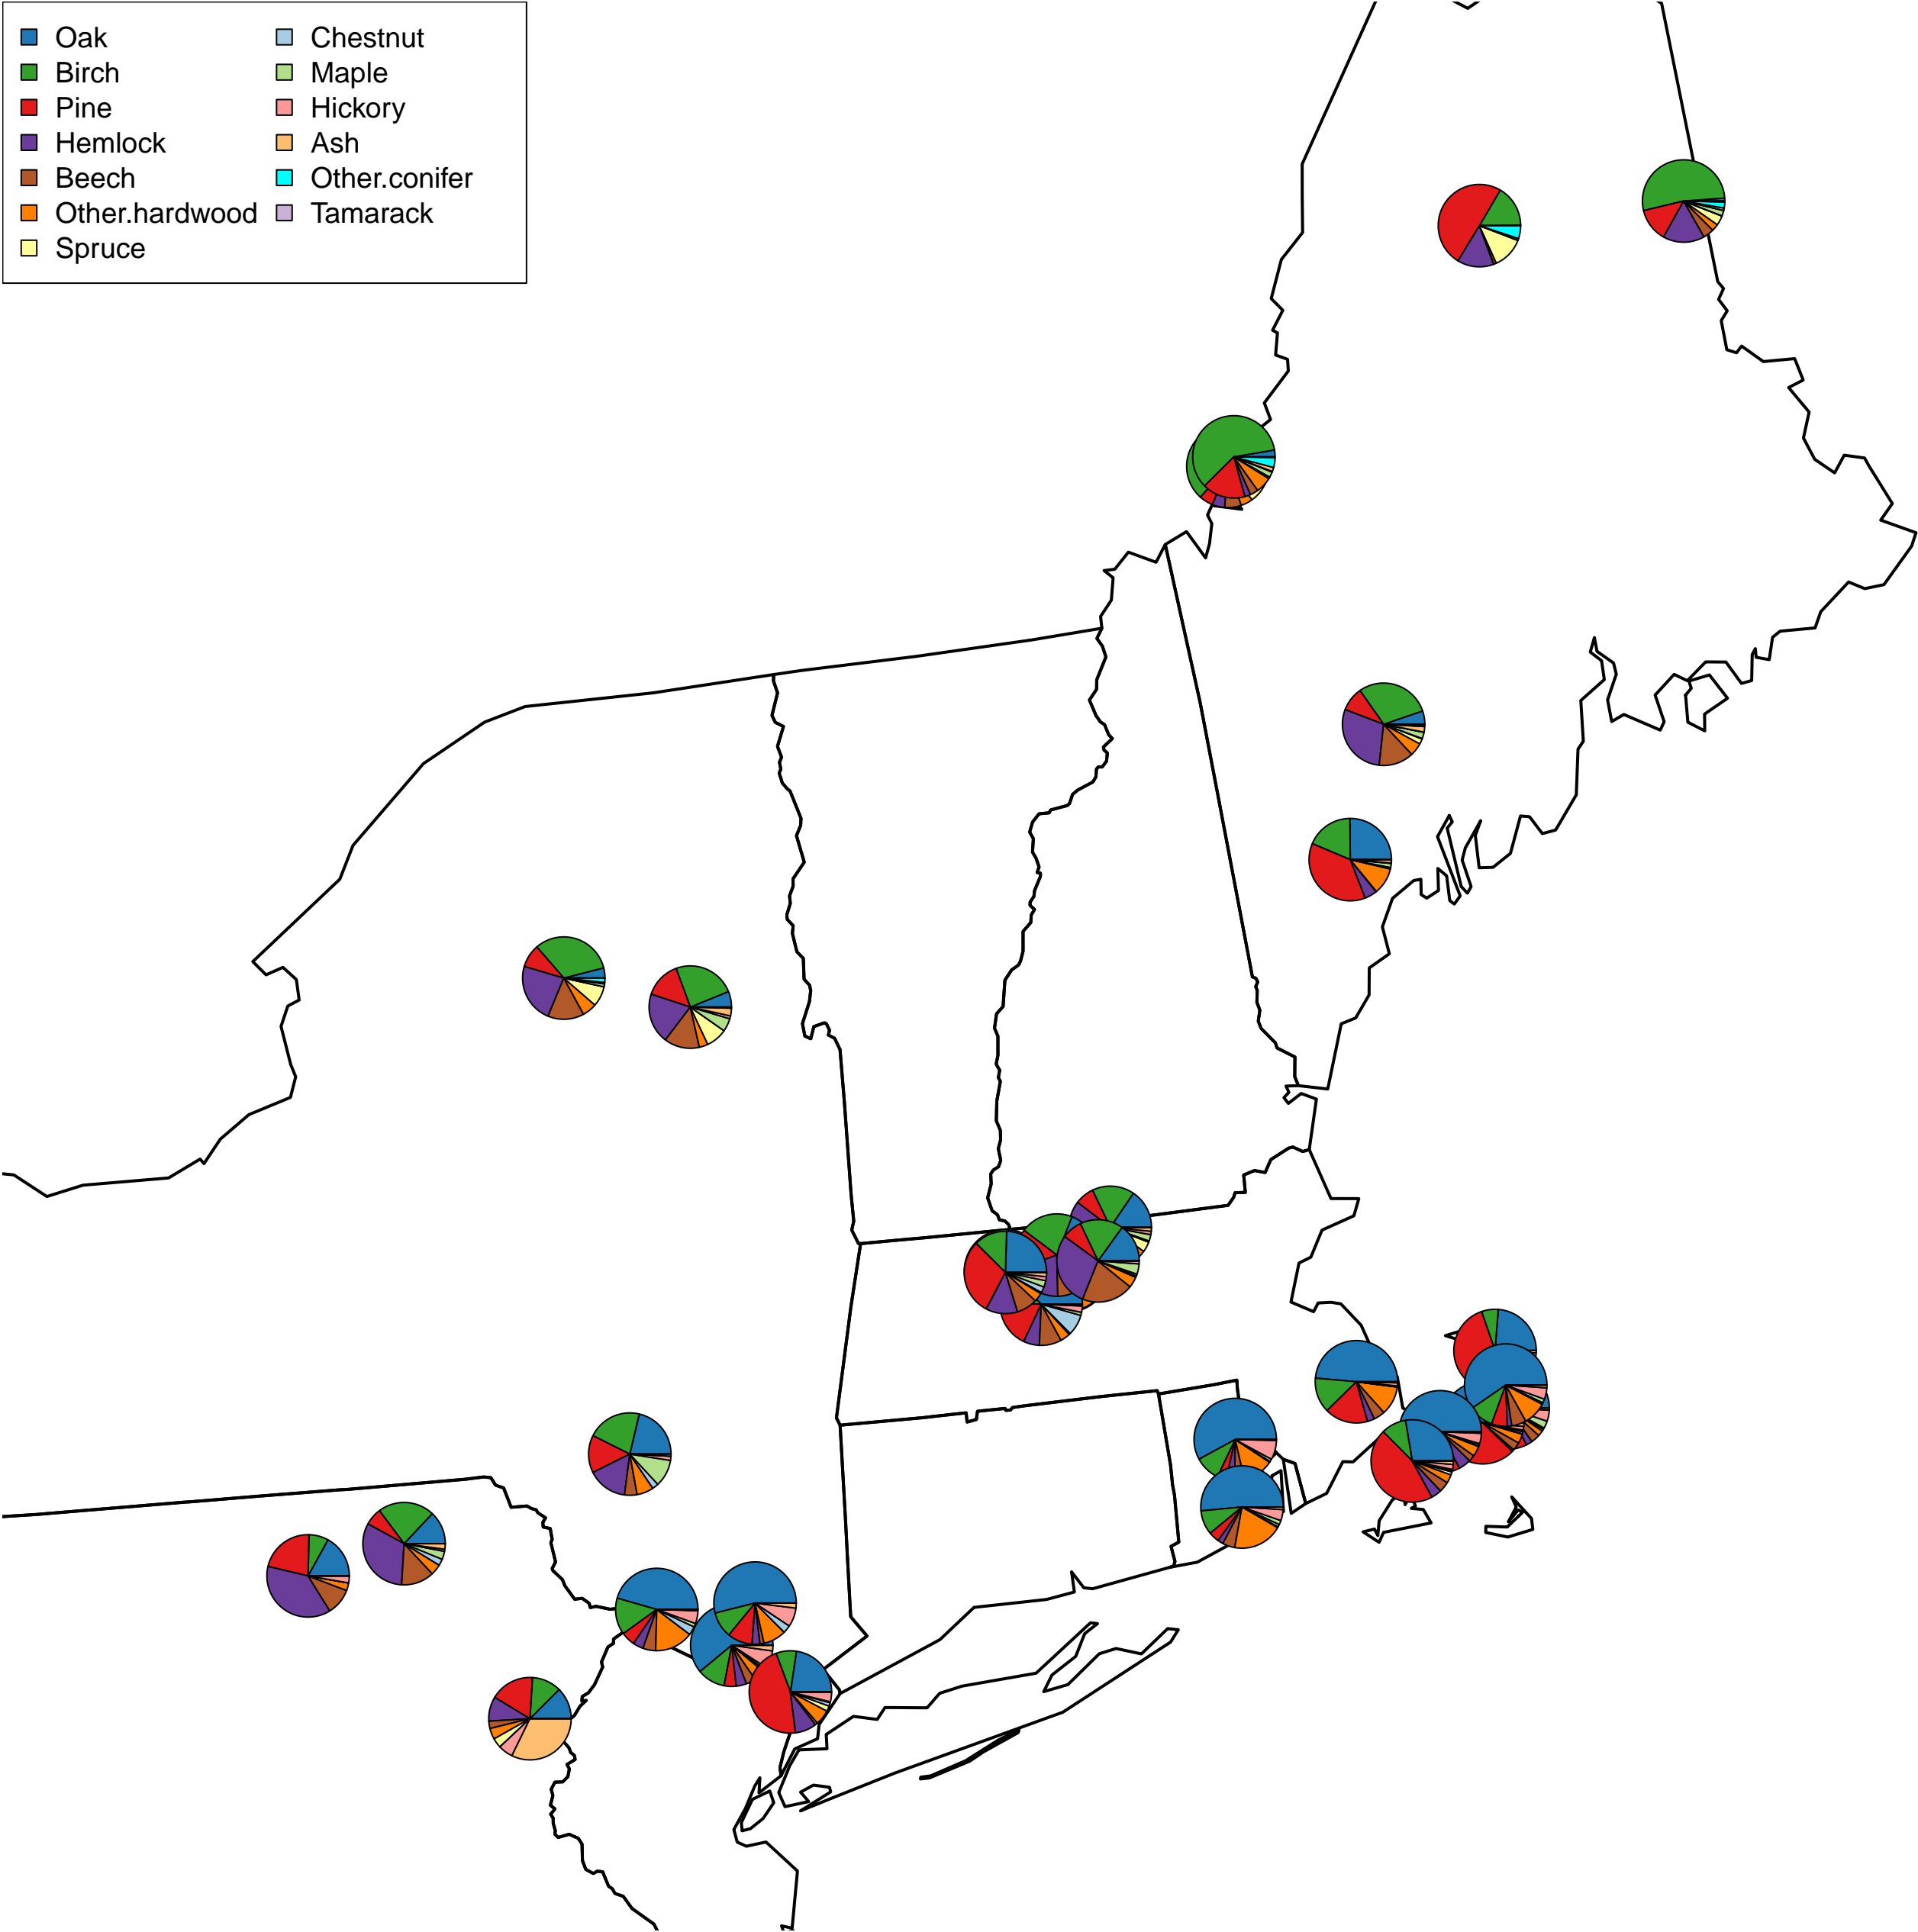 Oak
Birch
Pine
Hemlock
Beech
Other.hardwood
Spruce
Chestnut
Maple
Hickory
Ash
Other.conifer
Tamarack